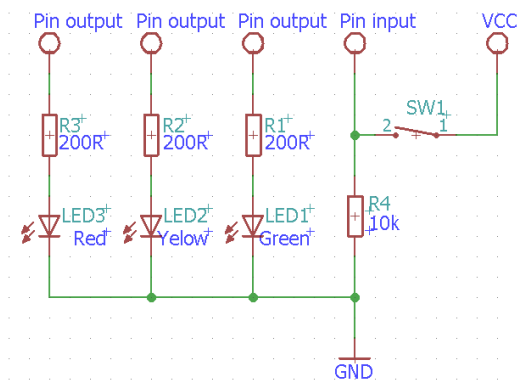 Pin output Pin output Pin output Pin input VCC
SW1
2 1
R3 R2 R1
200R 200R 200R
R4
10k
LED3 LED2 LED1
Red Yelow Green
GND